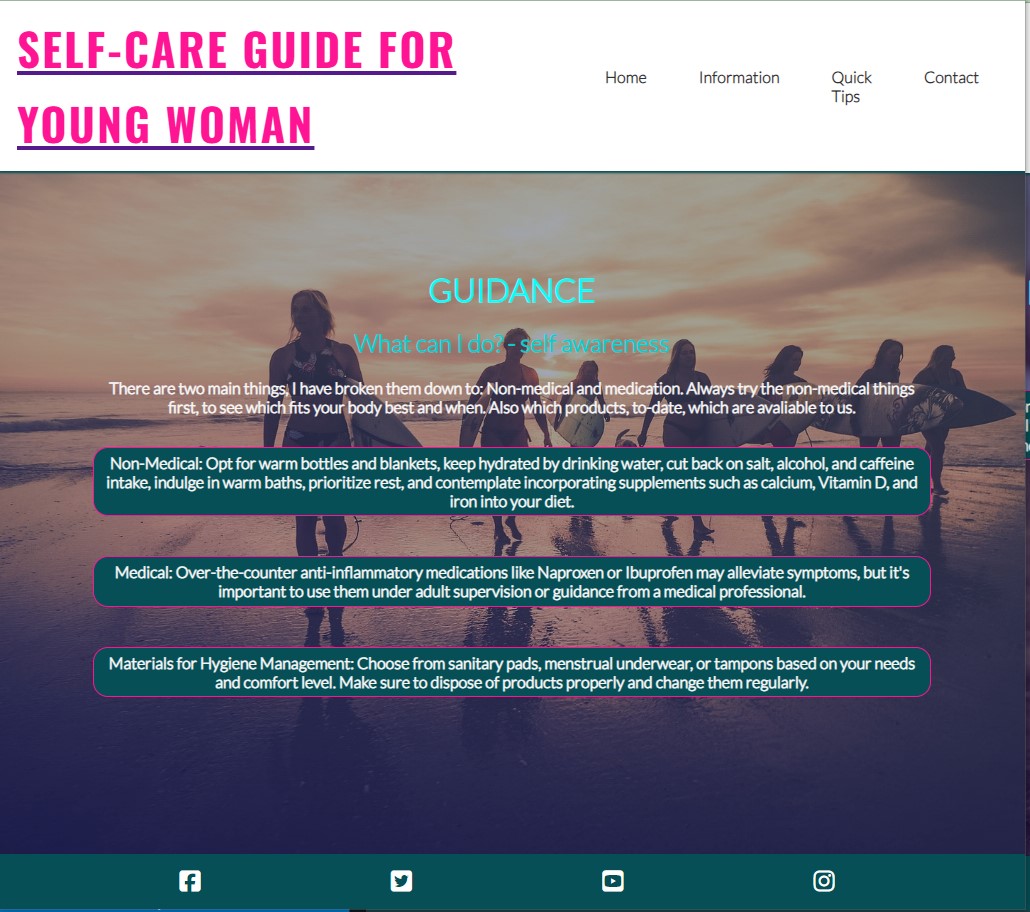 SELF-CARE GUIDE FOR
YOUNG WOMAN
Home
Information
Quick
Tips
Contact
GUIDANCE
What can I do? - self awareness
There are two main things, I have broken them down to: Non-medical and medication. Always try the non-medical things
first, to see which fits your body best and when. Also which products, to-date, which are avaliable to us.
Non-Medical: Opt for warm bottles and blankets, keep hydrated by drinking water, cut back on salt, alcohol, and caffeine
intake, indulge in warm baths, prioritize rest, and contemplate incorporating supplements such as calcium, Vitamin D, and
iron into your diet.
Medical: Over-the-counter anti-inflammatory medications like Naproxen or Ibuprofen may alleviate symptoms, but it's
important to use them under adult supervision or guidance from a medical professional.
Materials for Hygiene Management: Choose from sanitary pads, menstrual underwear, or tampons based on your needs
and comfort level. Make sure to dispose of products properly and change them regularly.